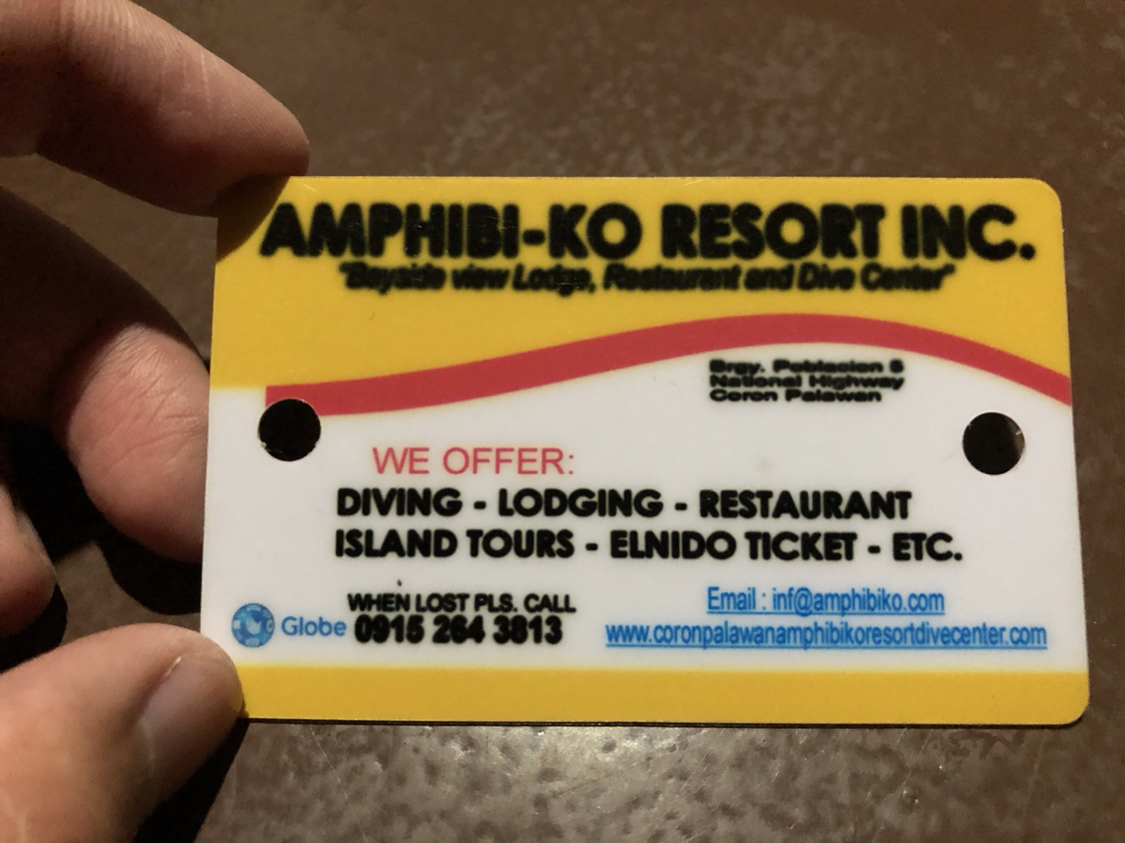 AMPHIBI-KO RESORT INC.
"Bayside view Lodge, Restaurant and Dive Center"
Brgy. Poblacion 5
National Highway
Coron Palawan
WE OFFER:
DIVING - LODGING - RESTAURANT
ISLAND TOURS - ELNIDO TICKET - ETC.
WHEN LOST PLS. CALL
Globe 0915 264 3813
Email : inf@amphibiko.com
www.coronpalawanamphibikoresortdivecenter.com